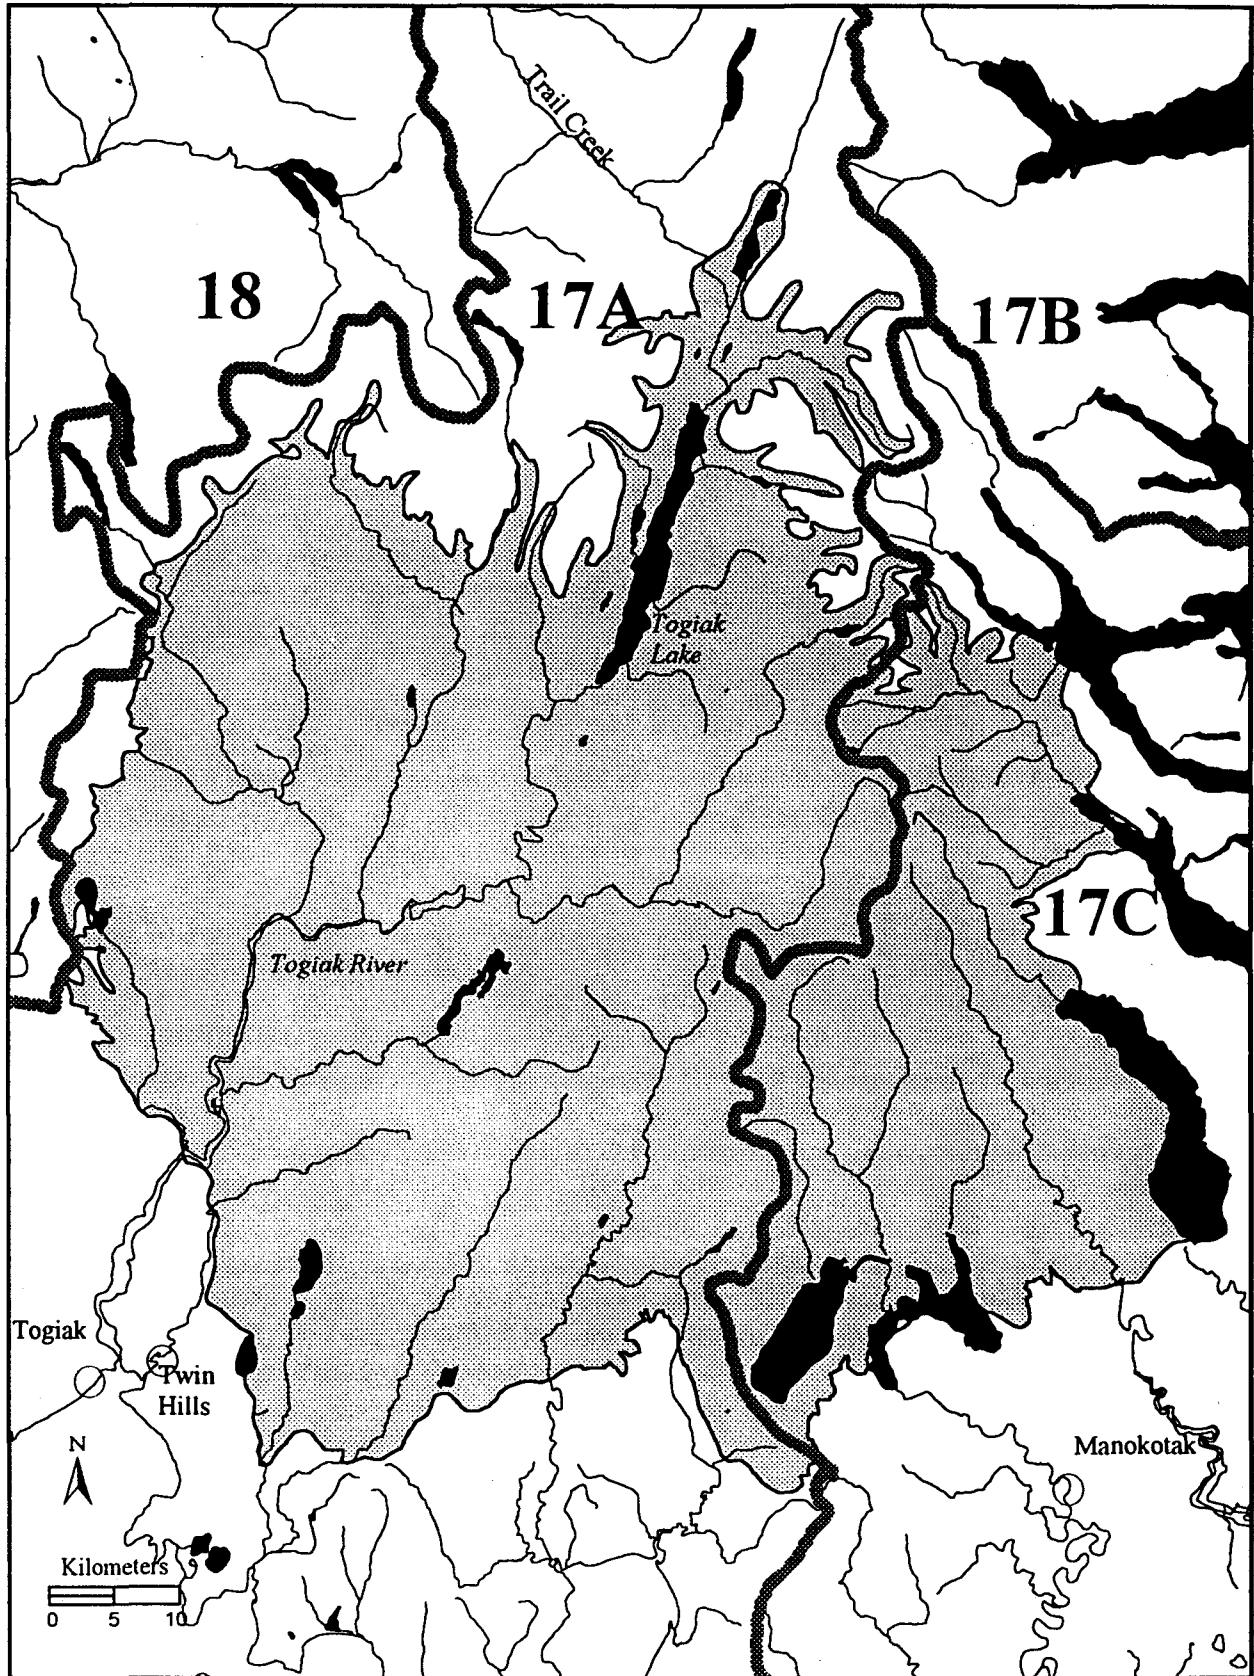 Trail Creek
18
17A
17B
Togiak
Lake
17C
Togiak River
Togiak
Twin
Hills
N
Manokotak
Kilometers
0 5 10